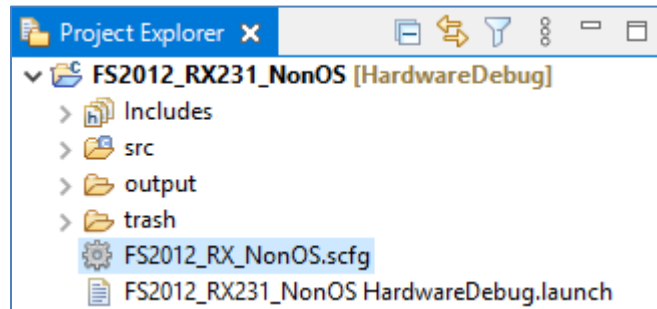 Project Explorer
FS2012_RX231_NonOS [HardwareDebug]
Includes
src
output
trash
FS2012_RX_NonOS.scfg
FS2012_RX231_NonOS HardwareDebug.launch